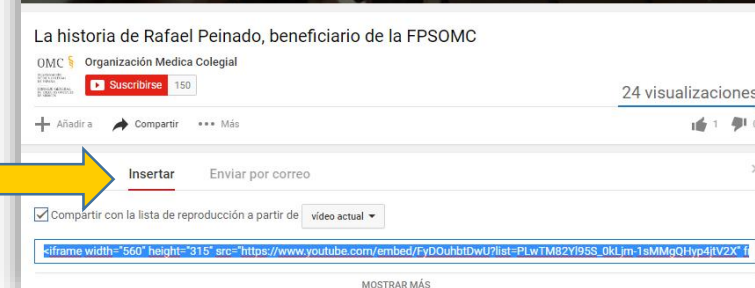 La historia de Rafael Peinado, beneficiario de la FPSOMC
OMC
Organización Medica Colegial
Suscribirse 150
24 visualizaciones
Añadir a Compartir Más
1
Insertar Enviar por correo
Compartir con la lista de reproducción a partir de vídeo actual
<iframe width="560" height="315" src="https://www.youtube.com/embed/FyDOuhbtDwU?list=PLwTM82Yl95S_0kLjrn-1sMMgQHyp4jtV2X" f
MOSTRAR MÁS